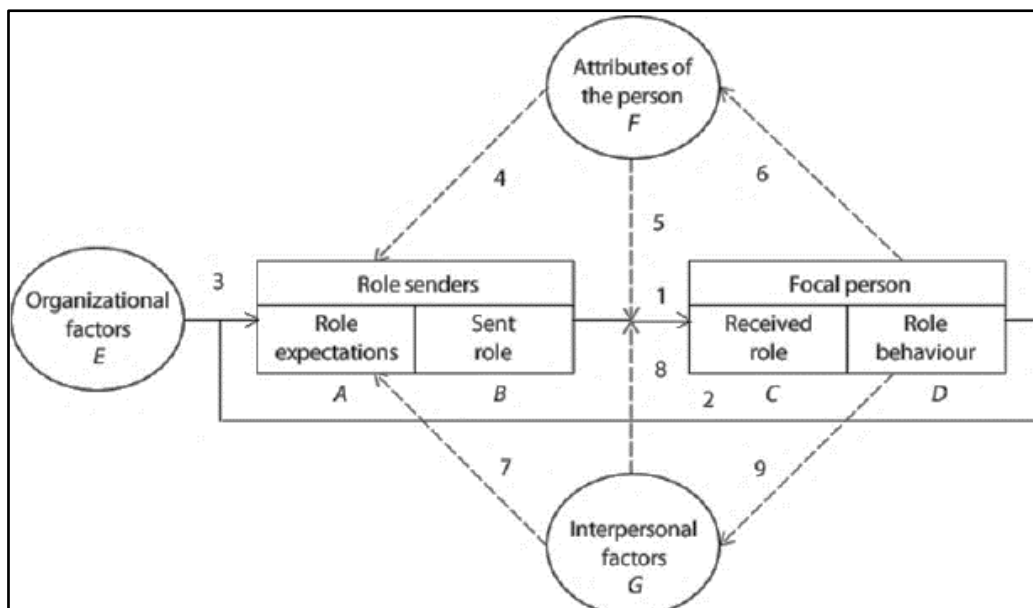 Attributes of
the person
F
4
6
5
3
Role senders
1
Focal person
Organizational
factors
E
Role
expectations
Sent
role
Received
role
Role
behaviour
8
A
B
2
C
D
7
9
Interpersonal
factors
G